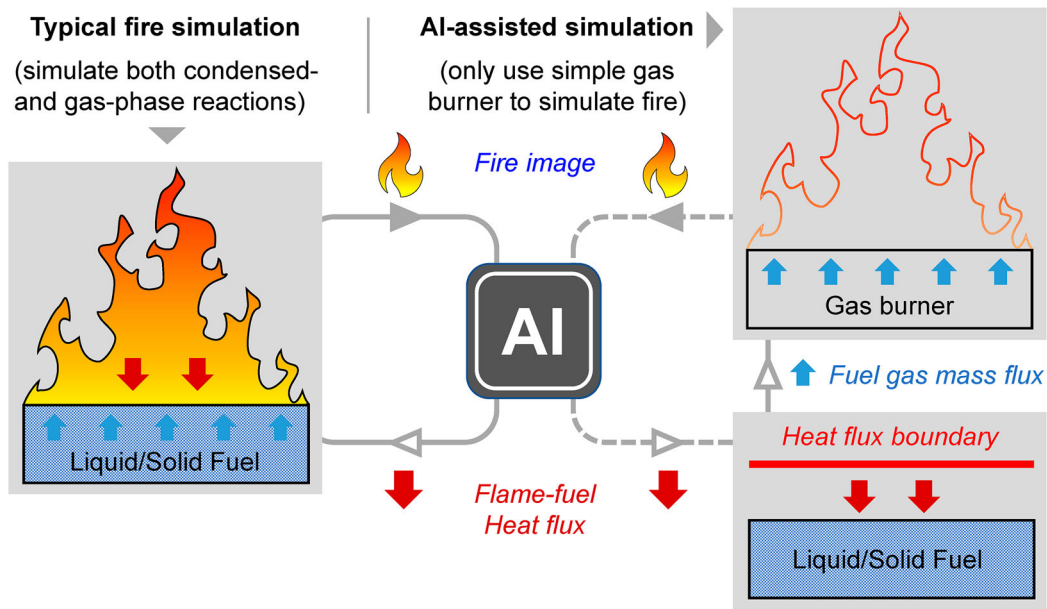 Typical fire simulation
(simulate both condensed-
and gas-phase reactions)
AI-assisted simulation
(only use simple gas
burner to simulate fire)
Fire image
AI
Liquid/Solid Fuel
Flame-fuel
Heat flux
Gas burner
Fuel gas mass flux
Heat flux boundary
Liquid/Solid Fuel